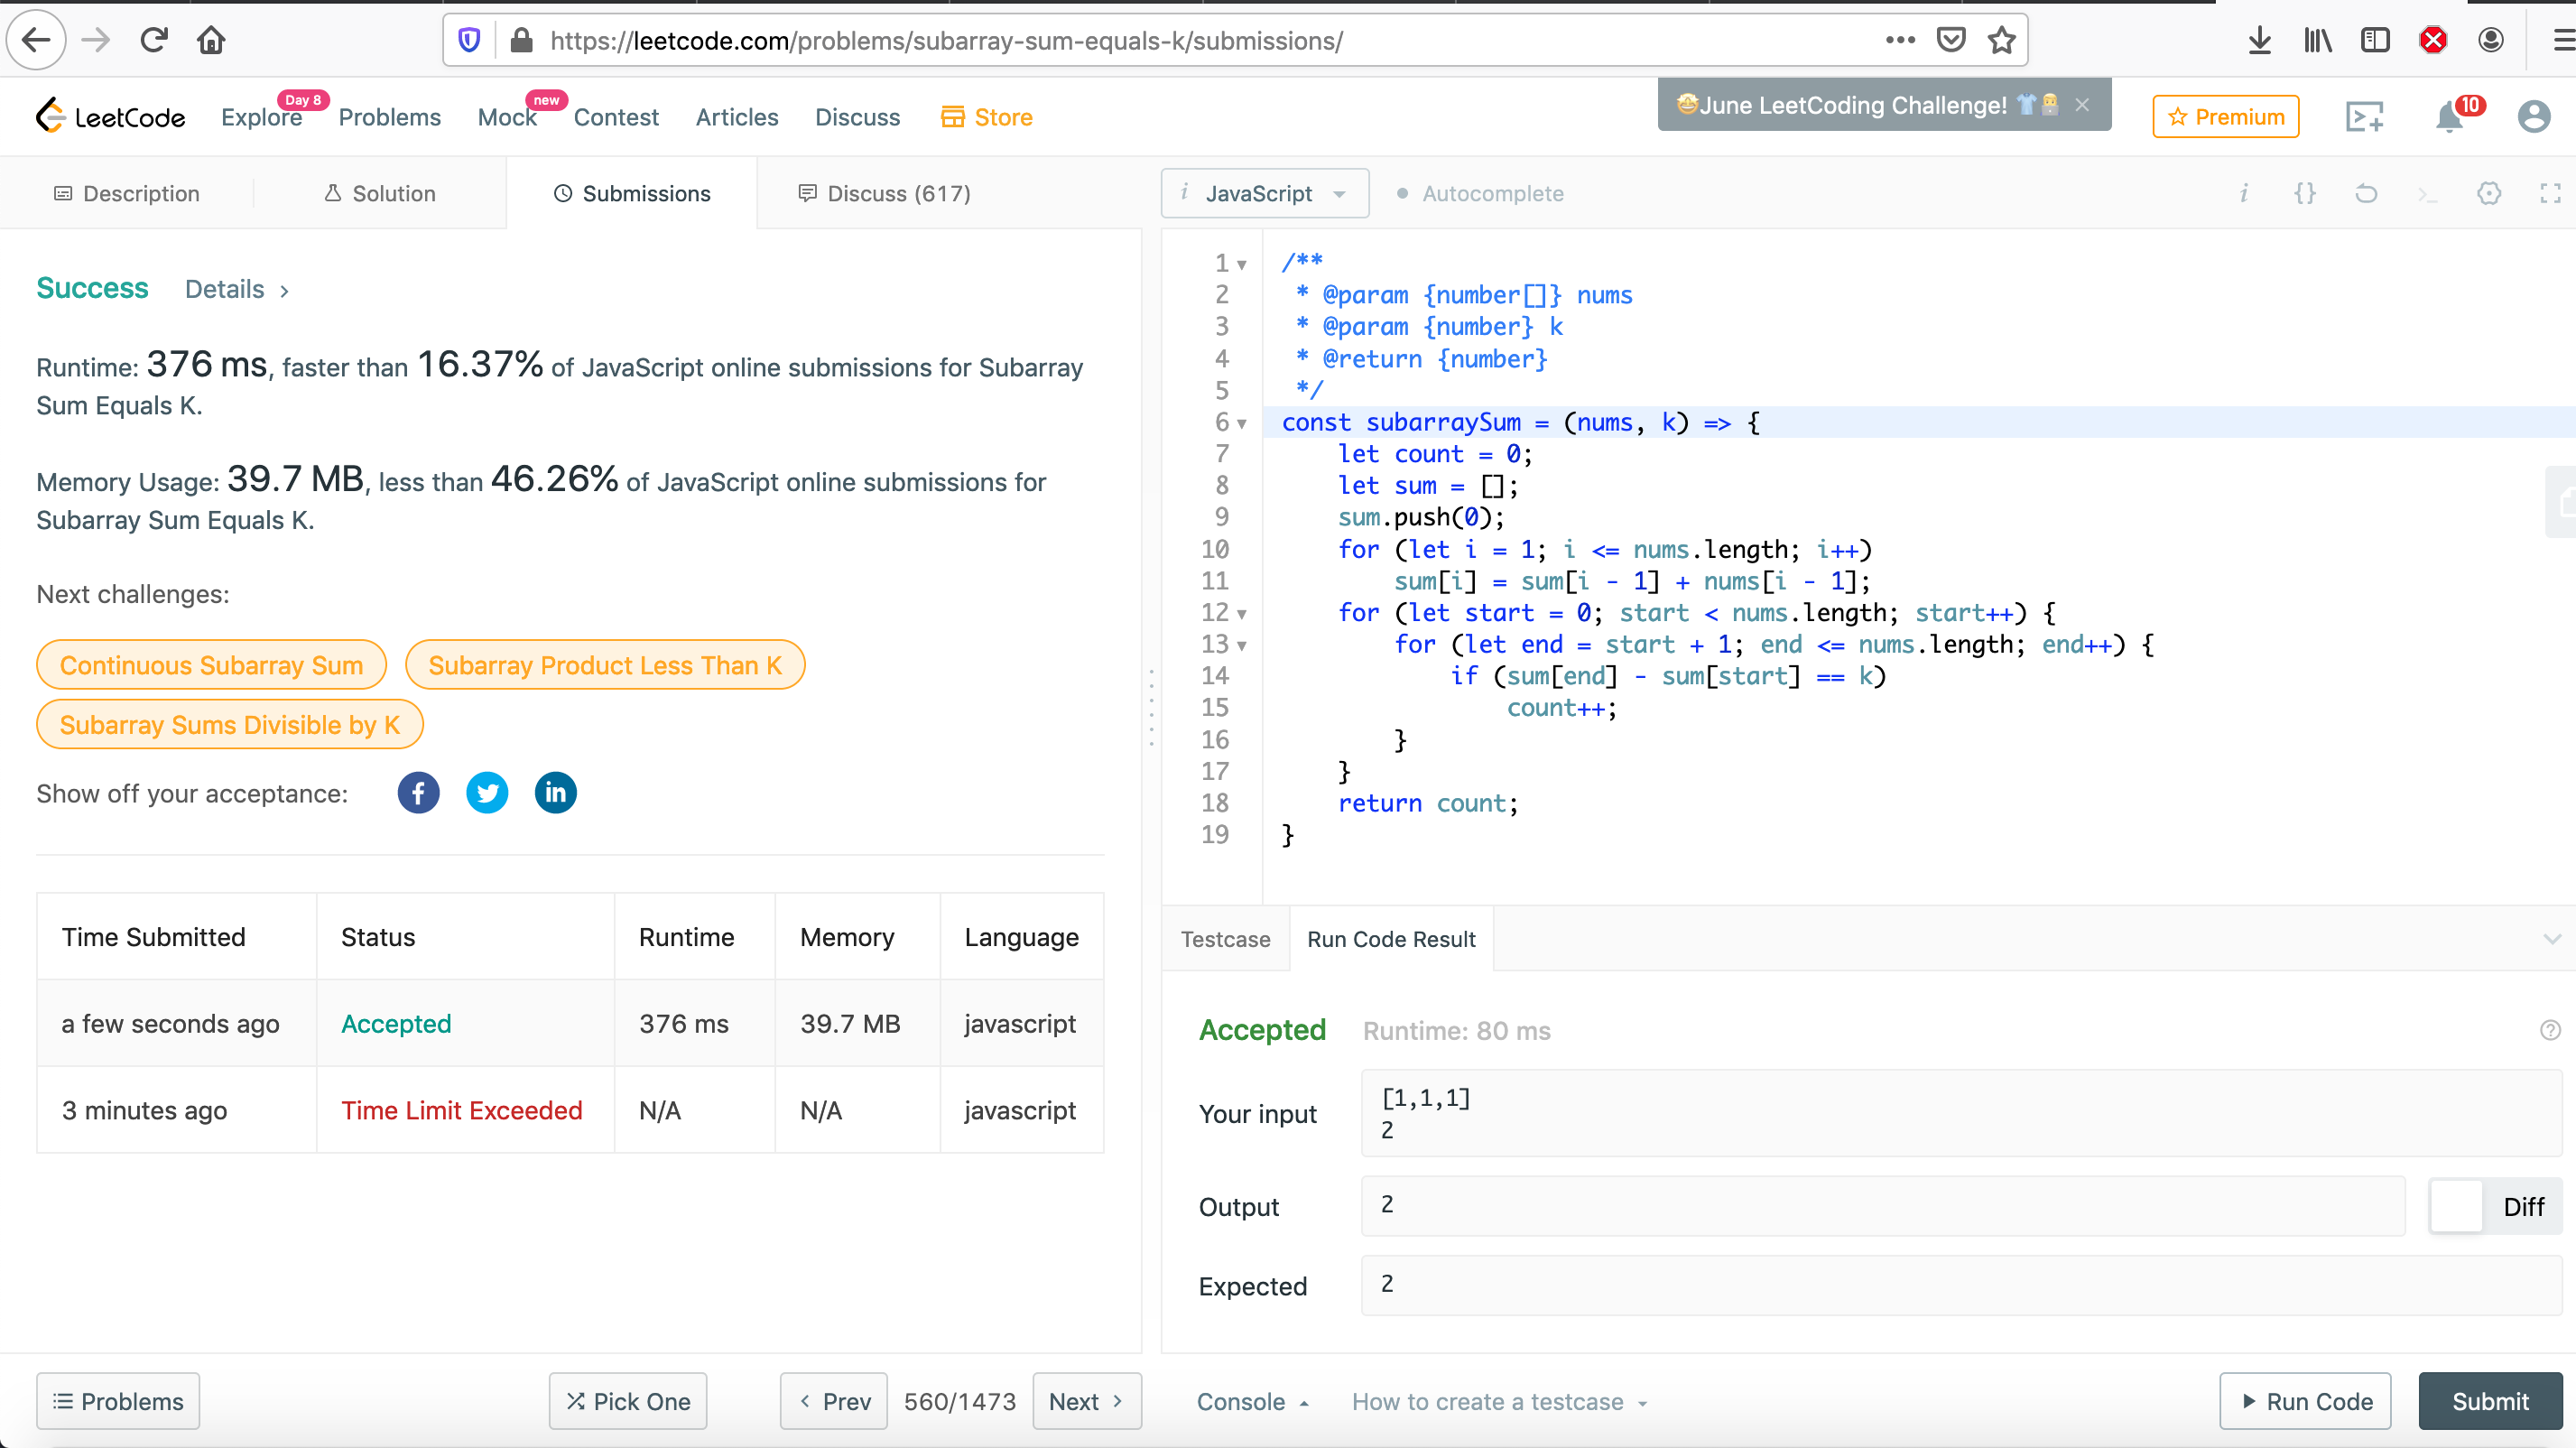 https://leetcode.com/problems/subarray-sum-equals-k/submissions/
LeetCode
Explore
Day 8
Problems
Mock
new
Contest
Articles
Discuss
Store
🤩June LeetCoding Challenge!
Premium
10
Description
Solution
Submissions
Discuss (617)
Success Details >
Runtime: 376 ms, faster than 16.37% of JavaScript online submissions for Subarray
Sum Equals K.
Memory Usage: 39.7 MB, less than 46.26% of JavaScript online submissions for
Subarray Sum Equals K.
Next challenges:
Continuous Subarray Sum
Subarray Product Less Than K
Subarray Sums Divisible by K
Show off your acceptance:
Time Submitted Status Runtime Memory Language
a few seconds ago Accepted 376 ms 39.7 MB javascript
3 minutes ago Time Limit Exceeded N/A N/A javascript
Problems
Pick One
< Prev
560/1473
Next >
i JavaScript
Autocomplete
i {}
1 /**
2  * @param {number[]} nums
3  * @param {number} k
4  * @return {number}
5  */
6 const subarraySum = (nums, k) => {
7     let count = 0;
8     let sum = [];
9     sum.push(0);
10     for (let i = 1; i <= nums.length; i++)
11         sum[i] = sum[i - 1] + nums[i - 1];
12     for (let start = 0; start < nums.length; start++) {
13         for (let end = start + 1; end <= nums.length; end++) {
14             if (sum[end] - sum[start] == k)
15                 count++;
16         }
17     }
18     return count;
19 }
Testcase
Run Code Result
Accepted Runtime: 80 ms
Your input
[1,1,1]
2
Output
2
Diff
Expected
2
Console
How to create a testcase
Run Code
Submit